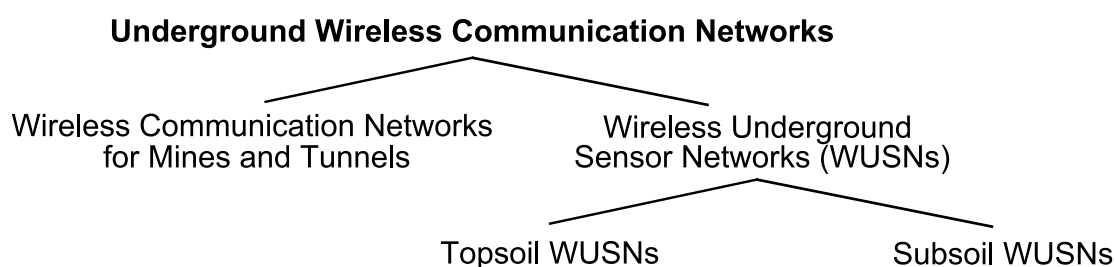 Underground Wireless Communication Networks
Wireless Communication Networks
for Mines and Tunnels
Wireless Underground
Sensor Networks (WUSNs)
Topsoil WUSNs
Subsoil WUSNs